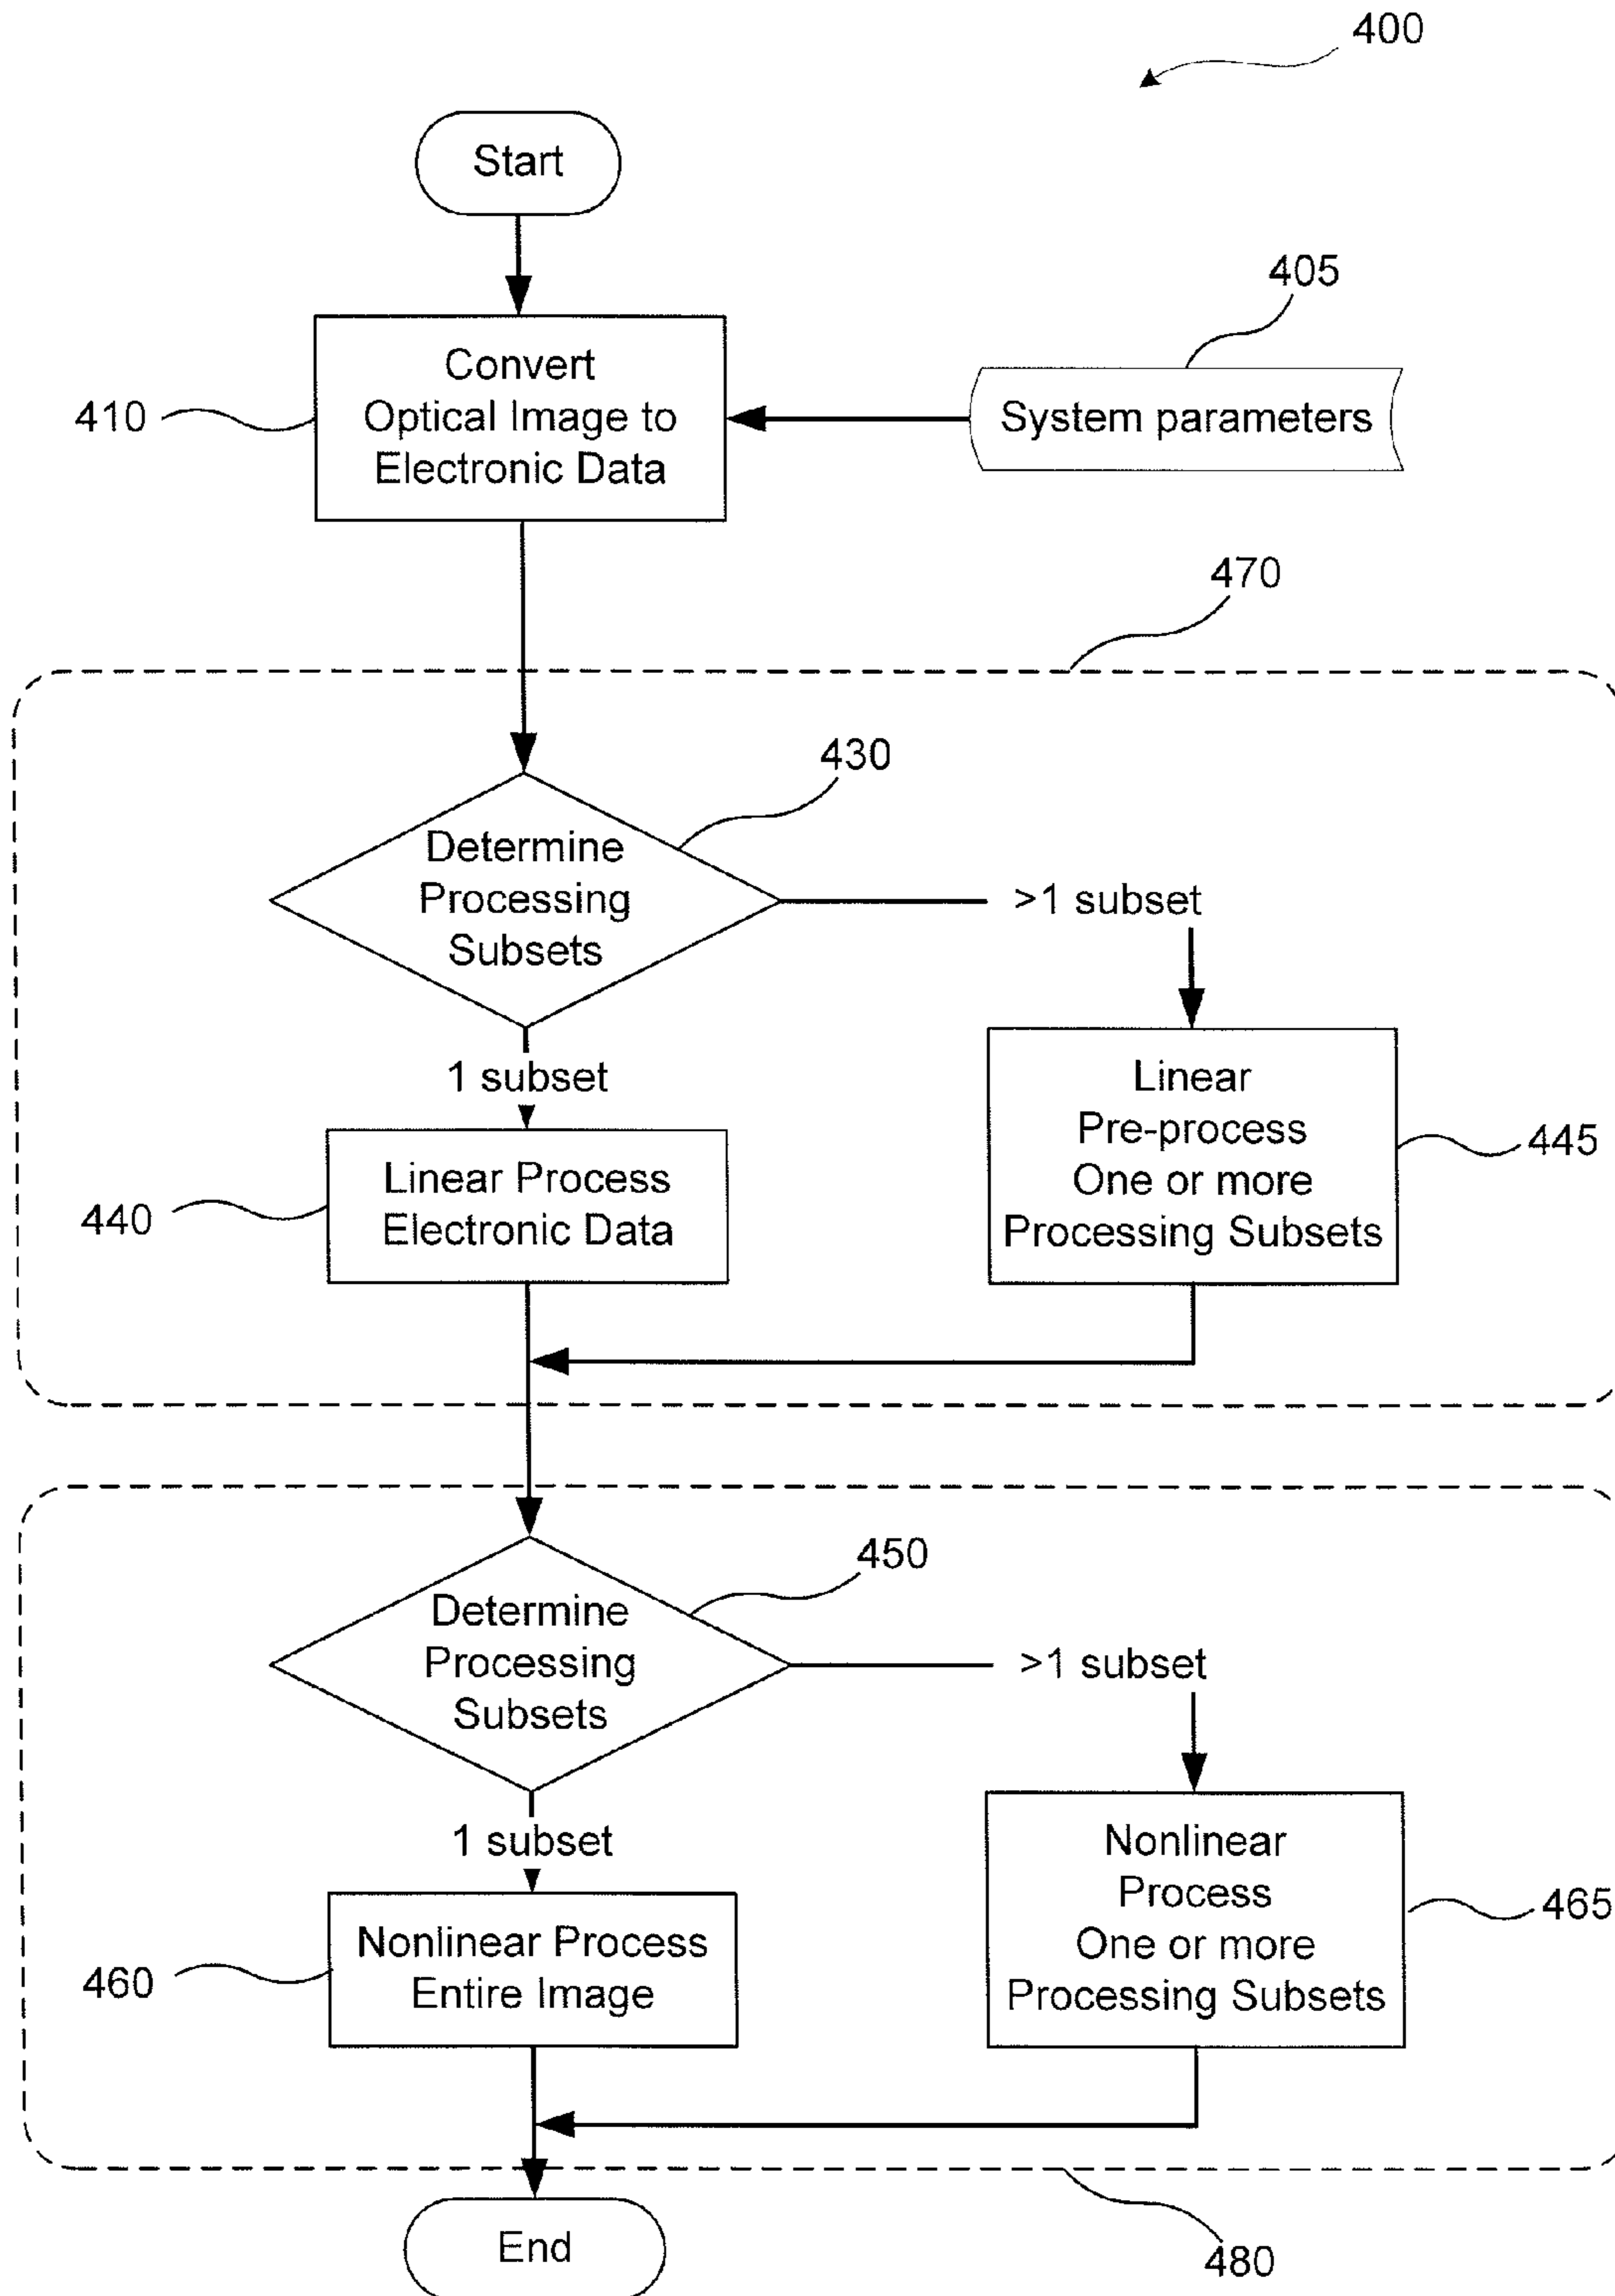 400
Start
405
Convert
Optical Image to
Electronic Data
System parameters
410
470
430
Determine
Processing
Subsets
>1 subset
1 subset
Linear
Pre-process
One or more
Processing Subsets
445
Linear Process
Electronic Data
440
450
Determine
Processing
Subsets
>1 subset
1 subset
Nonlinear
Process
One or more
Processing Subsets
465
Nonlinear Process
Entire Image
460
End
480